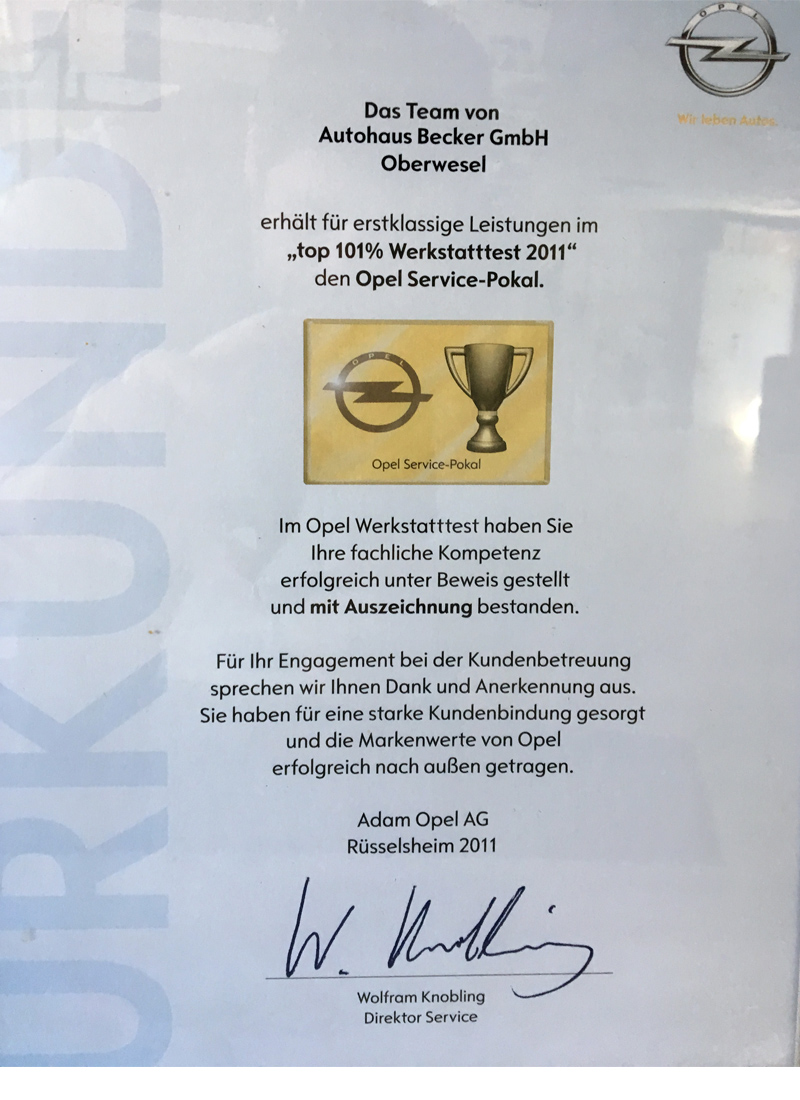 OPEL
Wir leben Autos.
URKUNDE
Das Team von
Autohaus Becker GmbH
Oberwesel
erhält für erstklassige Leistungen im
„top 101% Werkstatttest 2011“
den Opel Service-Pokal.
OPEL
Opel Service-Pokal
Im Opel Werkstatttest haben Sie
Ihre fachliche Kompetenz
erfolgreich unter Beweis gestellt
und mit Auszeichnung bestanden.
Für Ihr Engagement bei der Kundenbetreuung
sprechen wir Ihnen Dank und Anerkennung aus.
Sie haben für eine starke Kundenbindung gesorgt
und die Markenwerte von Opel
erfolgreich nach außen getragen.
Adam Opel AG
Rüsselsheim 2011
W. Knobling
Wolfram Knobling
Direktor Service